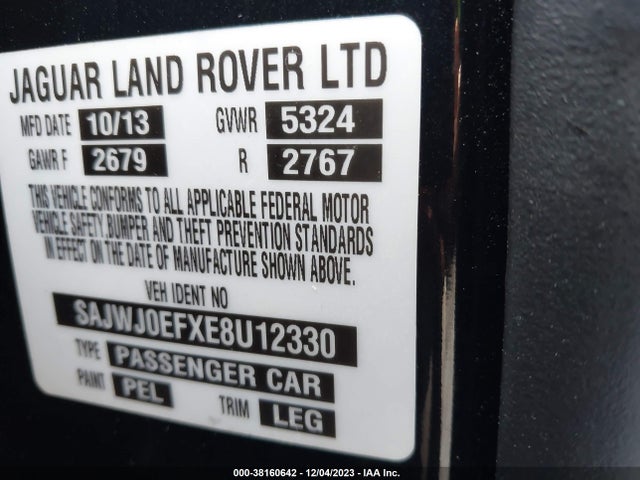 JAGUAR LAND ROVER LTD
MFD DATE 10/13 GVWR 5324
GAWR F 2679 R 2767
THIS VEHICLE CONFORMS TO ALL APPLICABLE FEDERAL MOTOR
VEHICLE SAFETY,BUMPER AND THEFT PREVENTION STANDARDS
IN EFFECT ON THE DATE OF MANUFACTURE SHOWN ABOVE.
VEH IDENT NO
SAJWJ0EFXE8U12330
TYPE PASSENGER CAR
PAINT PEL TRIM LEG
000-38160642 - 12/04/2023 - IAA Inc.